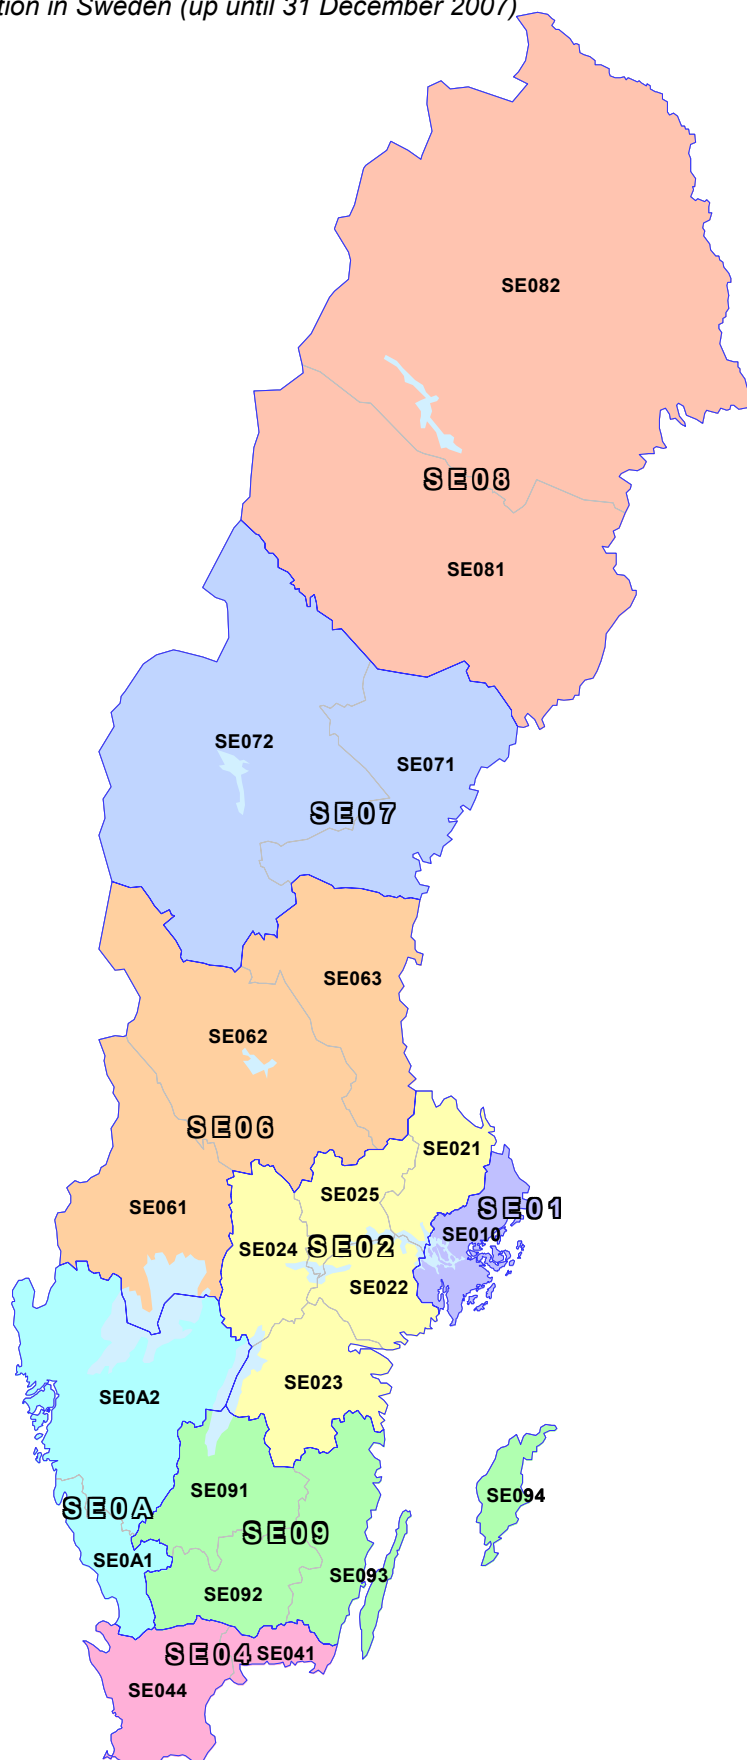 tion in Sweden (up until 31 December 2007)
SE082
SE08
SE081
SE072
SE071
SE07
SE063
SE062
SE06
SE021
SE025
SE061
SE01
SE010
SE024
SE02
SE022
SE023
SE0A2
SE091
SE094
SE0A
SE09
SE0A1
SE093
SE092
SE04
SE041
SE044